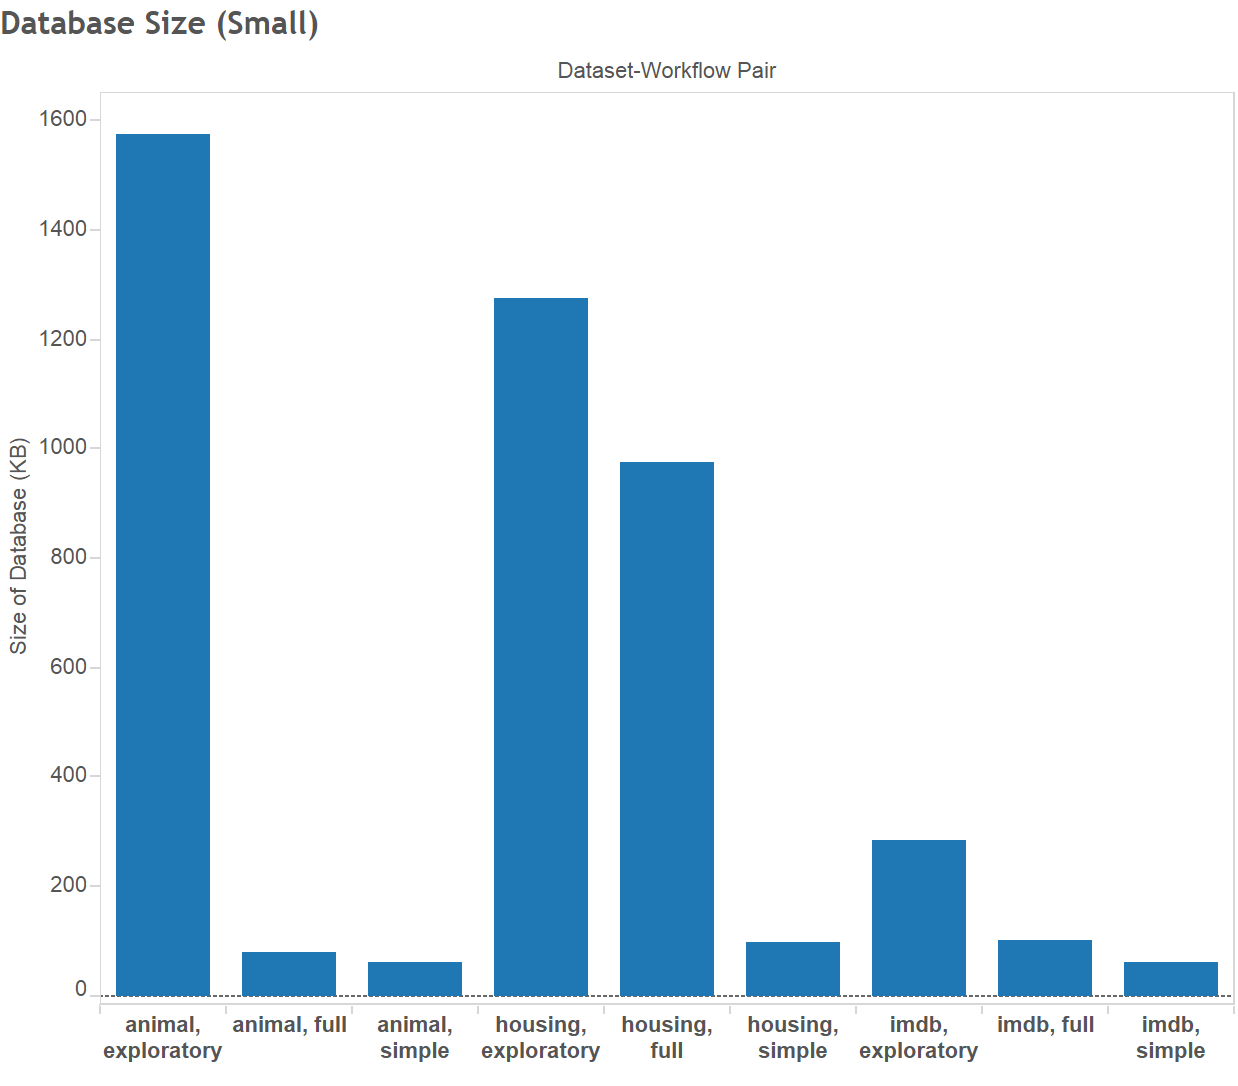 Database Size (Small)
Dataset-Workflow Pair
Size of Database (KB)
1600
1400
1200
1000
800
600
400
200
0
animal,
exploratory
animal, full
animal,
simple
housing,
exploratory
housing,
full
housing,
simple
imdb,
exploratory
imdb, full
imdb,
simple